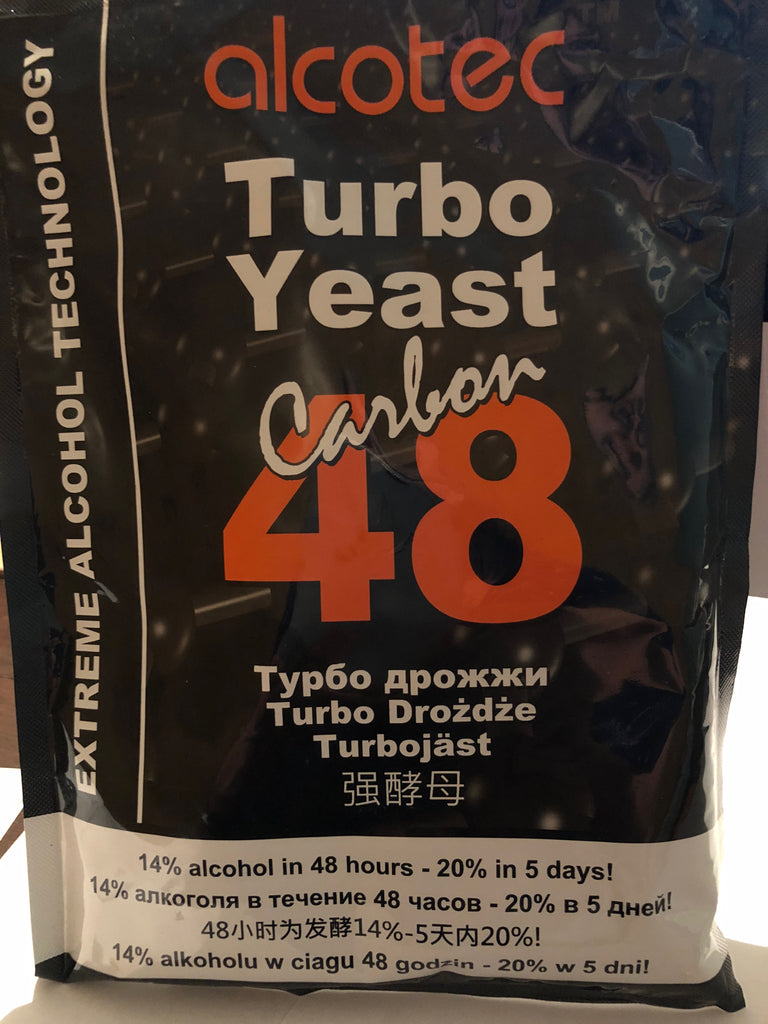 alcotec
EXTREME ALCOHOL TECHNOLOGY
Turbo
Yeast
Carbon
48
Турбо дрожжи
Turbo Drożdże
Turbojäst
强酵母
14% alcohol in 48 hours - 20% in 5 days!
14% алкоголя в течение 48 часов - 20% в 5 дней!
48小时为发酵14%-5天内20%!
14% alkoholu w ciagu 48 godzin - 20% w 5 dni!